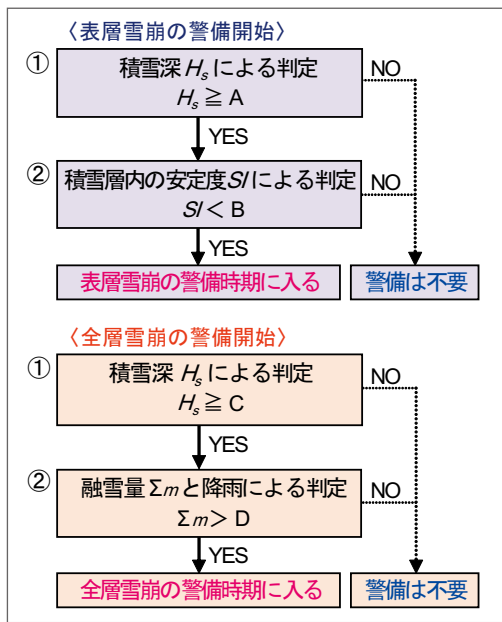 〈表層雪崩の警備開始〉
① 積雪深 Hs による判定 NO
Hs ≧ A
YES
② 積雪層内の安定度SIによる判定 NO
SI < B
YES
表層雪崩の警備時期に入る 警備は不要
〈全層雪崩の警備開始〉
① 積雪深 Hs による判定 NO
Hs ≧ C
YES
② 融雪量Σmと降雨による判定 NO
Σm > D
YES
全層雪崩の警備時期に入る 警備は不要